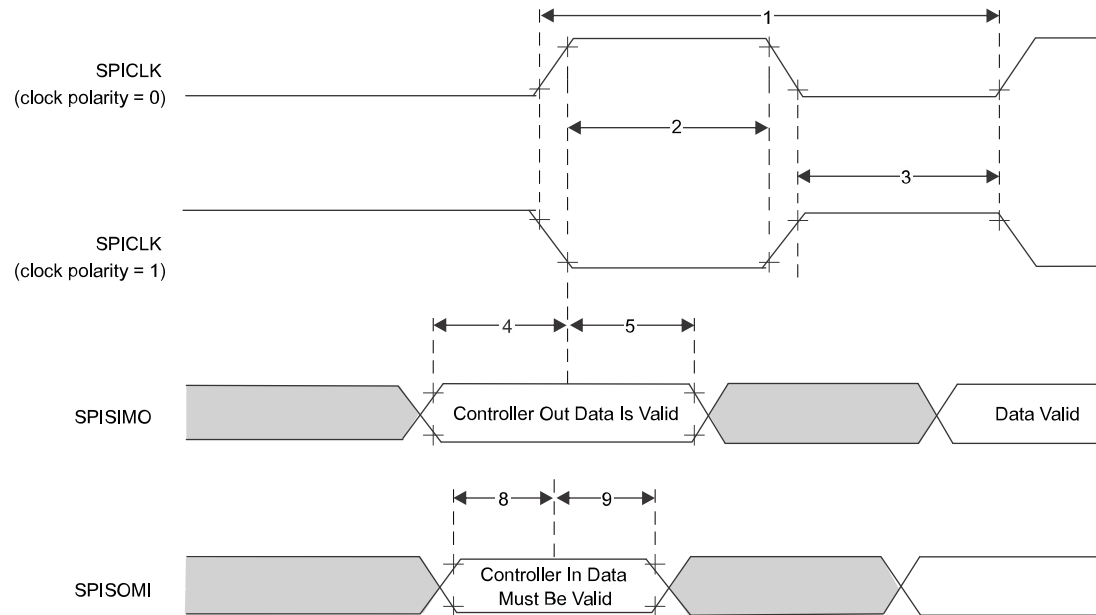 1
SPICLK
(clock polarity = 0)
2
3
SPICLK
(clock polarity = 1)
4
5
SPISIMO
Controller Out Data Is Valid
Data Valid
8
9
SPISOMI
Controller In Data
Must Be Valid